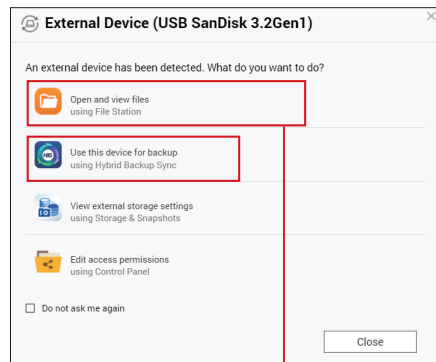 External Device (USB SanDisk 3.2Gen1)
An external device has been detected. What do you want to do?
Open and view files
using File Station
HBS
Use this device for backup
using Hybrid Backup Sync
View external storage settings
using Storage & Snapshots
Edit access permissions
using Control Panel
Do not ask me again
Close